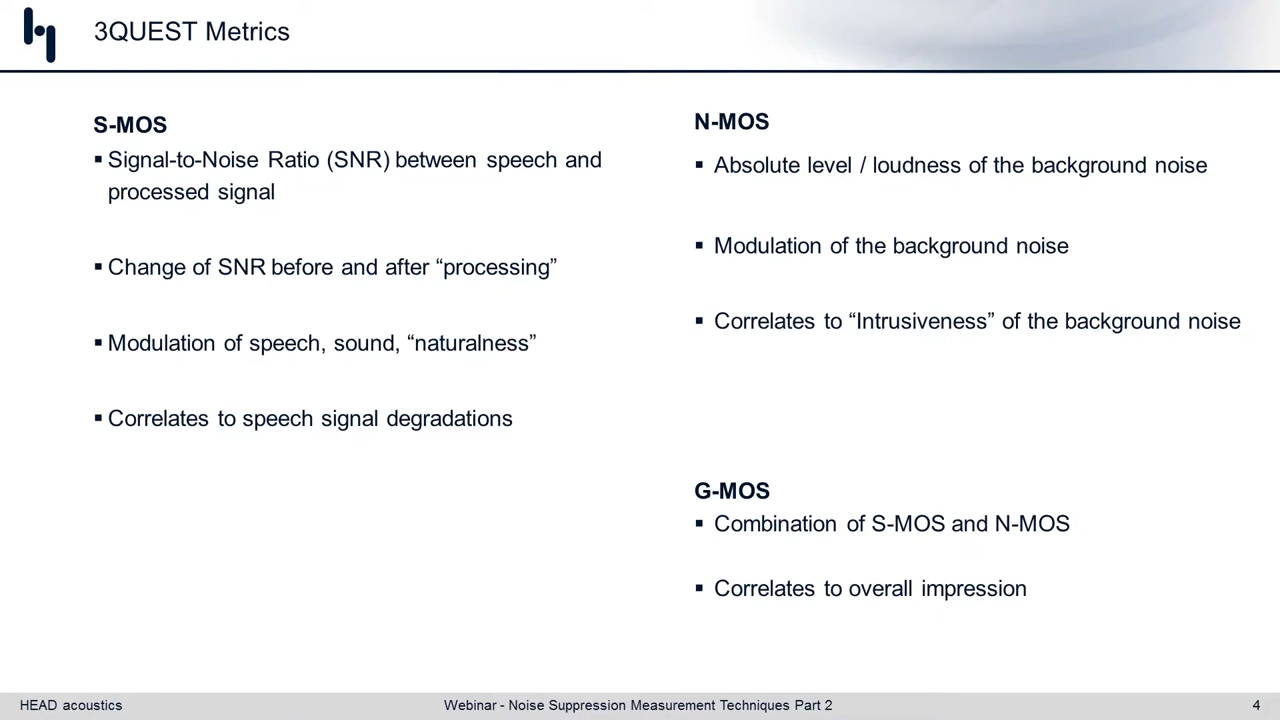 3QUEST Metrics
S-MOS
▪ Signal-to-Noise Ratio (SNR) between speech and
processed signal
▪ Change of SNR before and after “processing”
▪ Modulation of speech, sound, “naturalness”
▪ Correlates to speech signal degradations
N-MOS
▪ Absolute level / loudness of the background noise
▪ Modulation of the background noise
▪ Correlates to “Intrusiveness” of the background noise
G-MOS
▪ Combination of S-MOS and N-MOS
▪ Correlates to overall impression
HEAD acoustics
Webinar - Noise Suppression Measurement Techniques Part 2
4